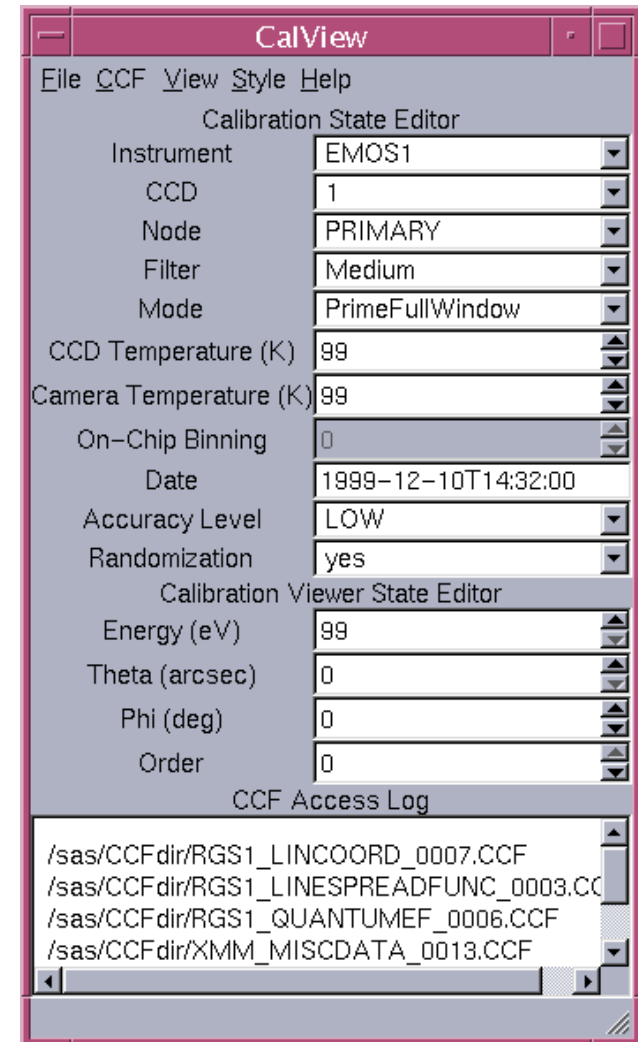 CalView
File CCF View Style Help
Calibration State Editor
Instrument EMOS1
CCD 1
Node PRIMARY
Filter Medium
Mode PrimeFullWindow
CCD Temperature (K) 99
Camera Temperature (K) 99
On-Chip Binning 0
Date 1999-12-10T14:32:00
Accuracy Level LOW
Randomization yes
Calibration Viewer State Editor
Energy (eV) 99
Theta (arcsec) 0
Phi (deg) 0
Order 0
CCF Access Log
/sas/CCFdir/RGS1_LINCOORD_0007.CCF
/sas/CCFdir/RGS1_LINESPREADFUNC_0003.CC
/sas/CCFdir/RGS1_QUANTUMEF_0006.CCF
/sas/CCFdir/XMM_MISCDATA_0013.CCF